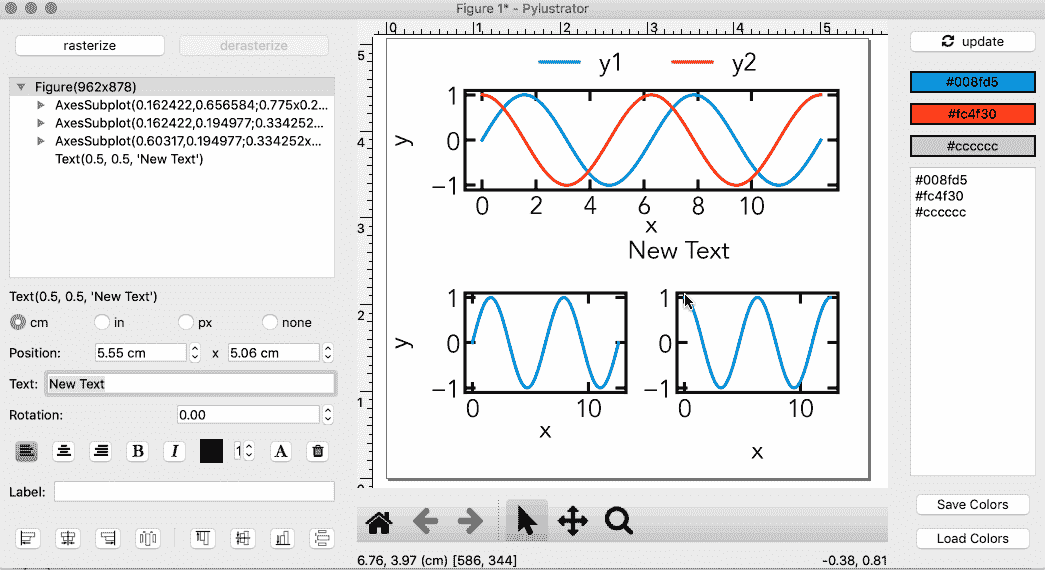 Figure 1* - Pylustrator
rasterize
derasterize
Figure(962x878)
AxesSubplot(0.162422,0.656584;0.775x0.2...
AxesSubplot(0.162422,0.194977;0.334252...
AxesSubplot(0.60317,0.194977;0.334252x...
Text(0.5, 0.5, 'New Text')
Text(0.5, 0.5, 'New Text')
cm in px none
Position: 5.55 cm x 5.06 cm
Text: New Text
Rotation: 0.00
B I 1 A
Label:
0 1 2 3 4 5
5
4
3
2
1
y1 y2
1
0
−1
y
0 2 4 6 8 10
x
New Text
1
0
−1
y
0 10
x
1
0
−1
0 10
x
6.76, 3.97 (cm) [586, 344]
-0.38, 0.81
update
#008fd5
#fc4f30
#cccccc
#008fd5
#fc4f30
#cccccc
Save Colors
Load Colors